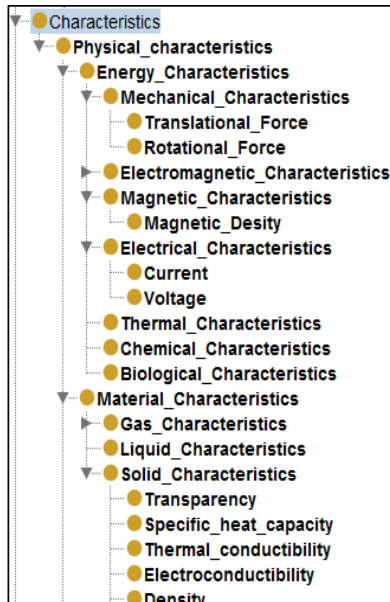 Characteristics
Physical_characteristics
Energy_Characteristics
Mechanical_Characteristics
Translational_Force
Rotational_Force
Electromagnetic_Characteristics
Magnetic_Characteristics
Magnetic_Desity
Electrical_Characteristics
Current
Voltage
Thermal_Characteristics
Chemical_Characteristics
Biological_Characteristics
Material_Characteristics
Gas_Characteristics
Liquid_Characteristics
Solid_Characteristics
Transparency
Specific_heat_capacity
Thermal_conductibility
Electroconductibility
Density